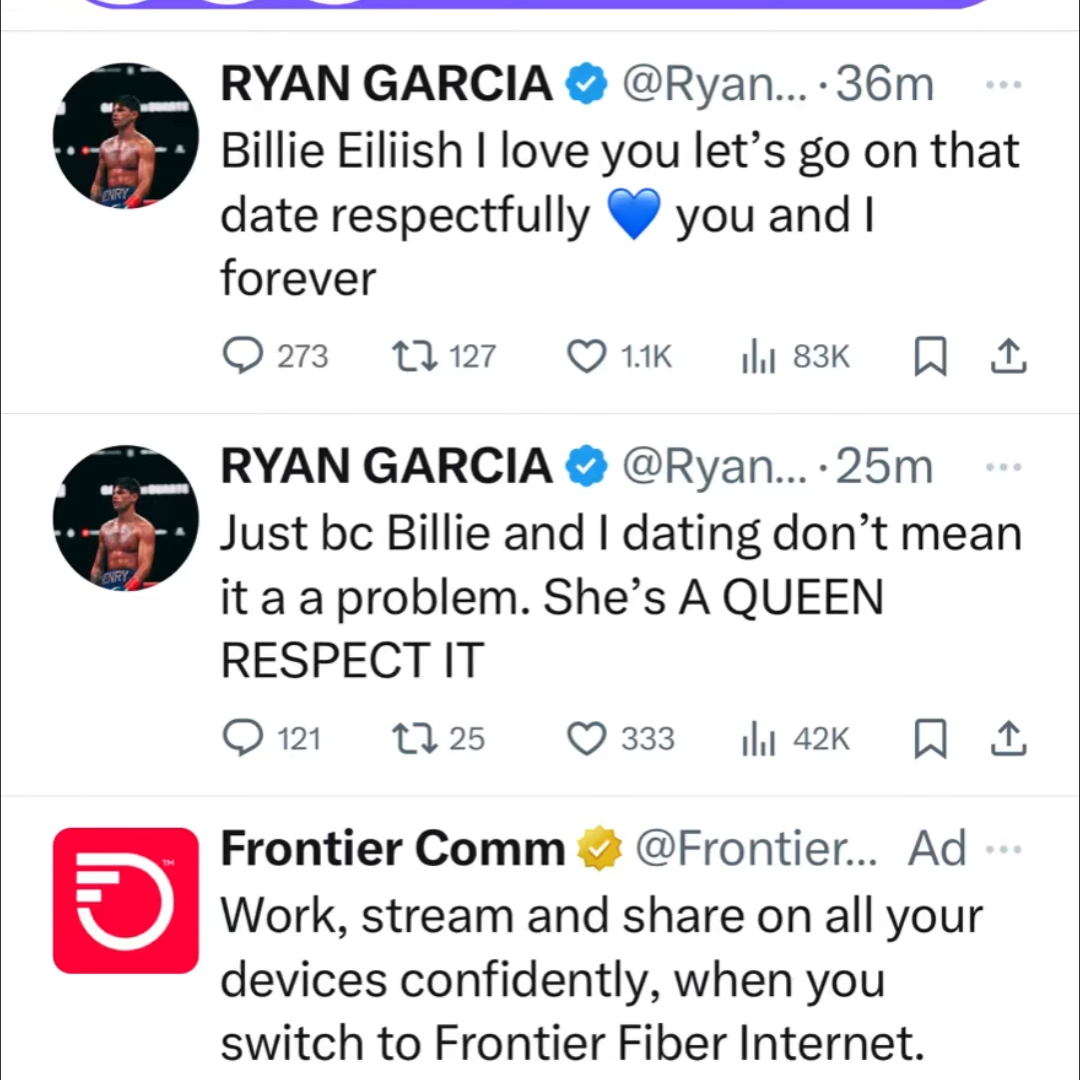 RYAN GARCIA @Ryan... · 36m
Billie Eiliish I love you let’s go on that
date respectfully 💙 you and I
forever
273 127 1.1K 83K
RYAN GARCIA @Ryan... · 25m
Just bc Billie and I dating don’t mean
it a a problem. She’s A QUEEN
RESPECT IT
121 25 333 42K
Frontier Comm @Frontier... Ad
TM
Work, stream and share on all your
devices confidently, when you
switch to Frontier Fiber Internet.